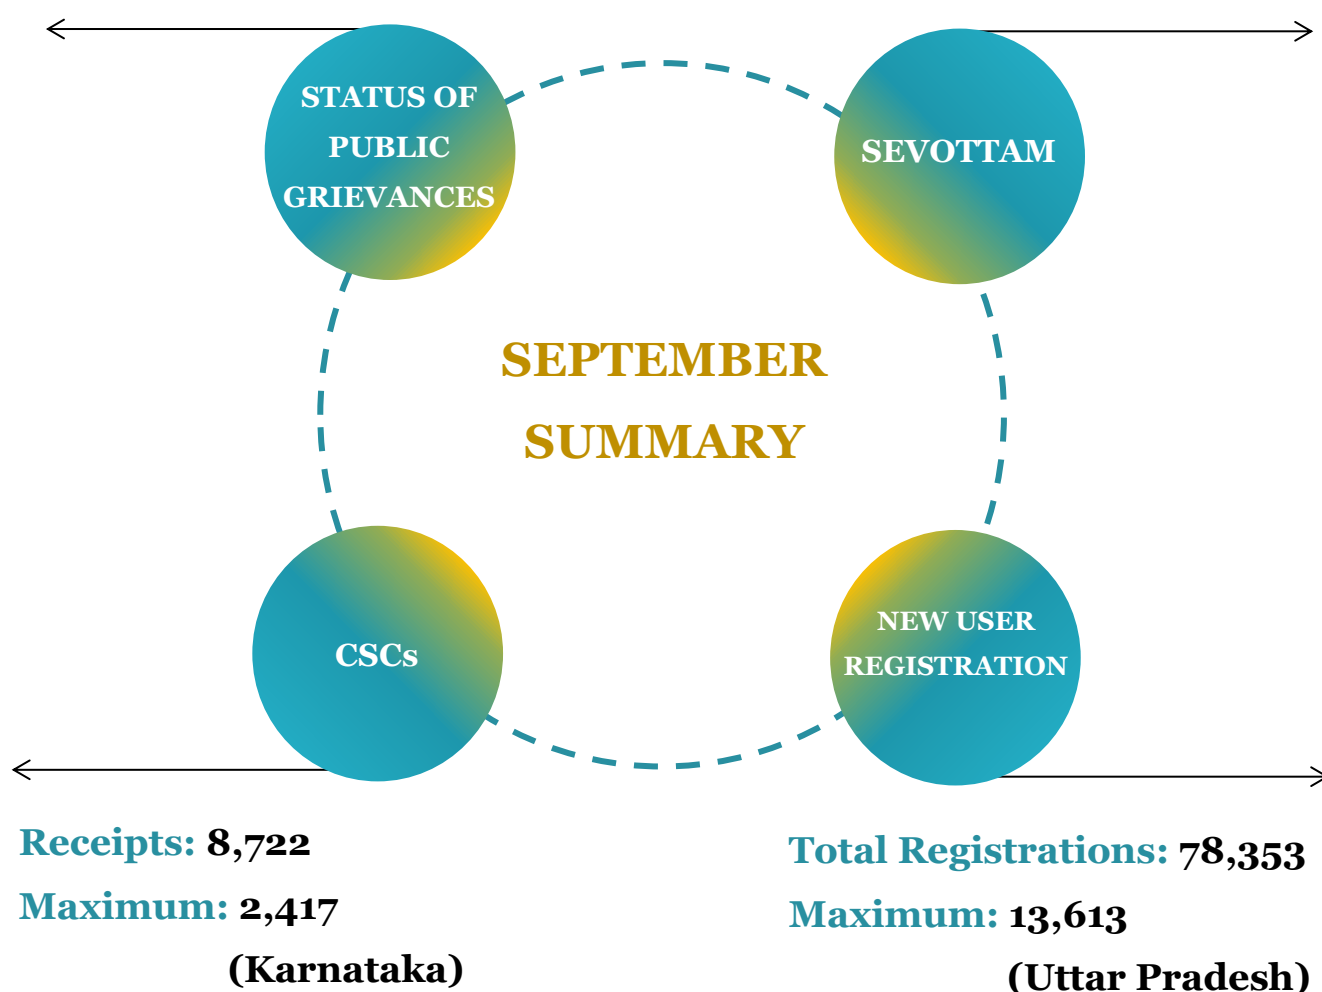 STATUS OF
PUBLIC
GRIEVANCES
SEVOTTAM
SEPTEMBER
SUMMARY
CSCs
NEW USER
REGISTRATION
Receipts: 8,722
Maximum: 2,417
(Karnataka)
Total Registrations: 78,353
Maximum: 13,613
(Uttar Pradesh)